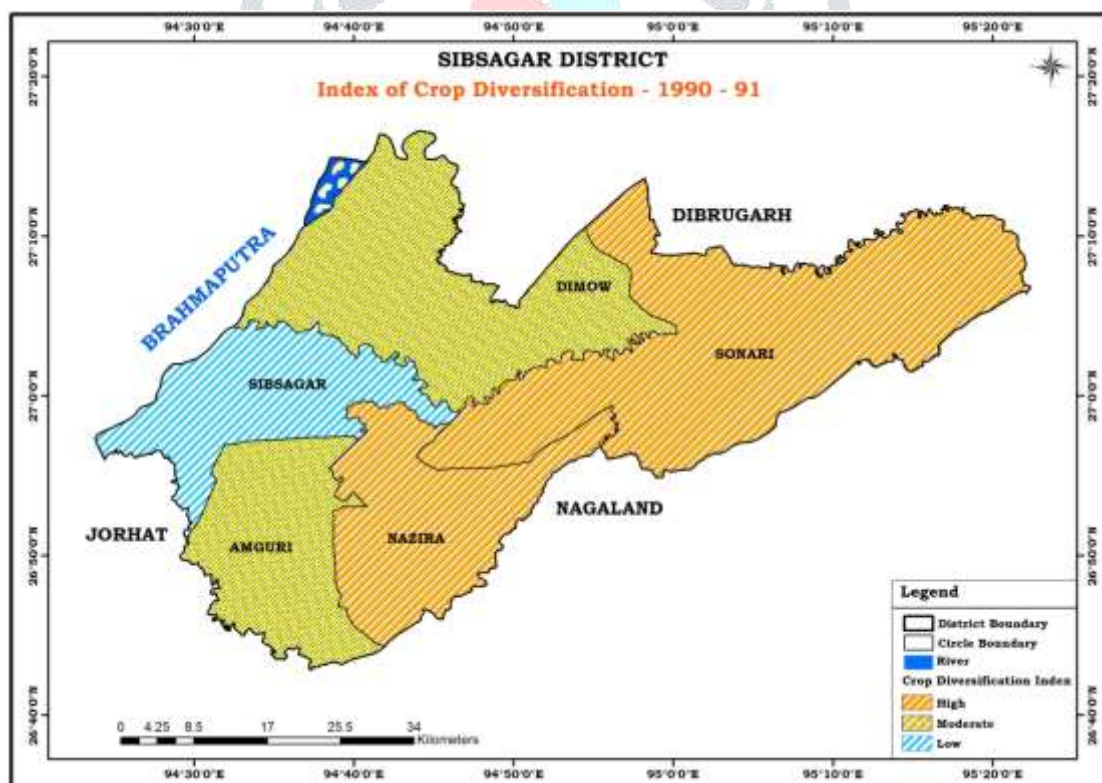 94°30'0"E 94°40'0"E 94°50'0"E 95°0'0"E 95°10'0"E 95°20'0"E
SIBSAGAR DISTRICT
Index of Crop Diversification - 1990 - 91
27°20'0"N 27°20'0"N
DIBRUGARH
27°10'0"N 27°10'0"N
BRAHMAPUTRA
DIMOW
SONARI
SIBSAGAR
27°0'0"N 27°0'0"N
NAGALAND
JORHAT
AMGURI
NAZIRA
26°50'0"N 26°50'0"N
Legend
District Boundary
Circle Boundary
River
Crop Diversification Index
High
Moderate
Low
26°40'0"N 26°40'0"N
0 4.25 8.5 17 25.5 34
Kilometers
94°30'0"E 94°40'0"E 94°50'0"E 95°0'0"E 95°10'0"E 95°20'0"E